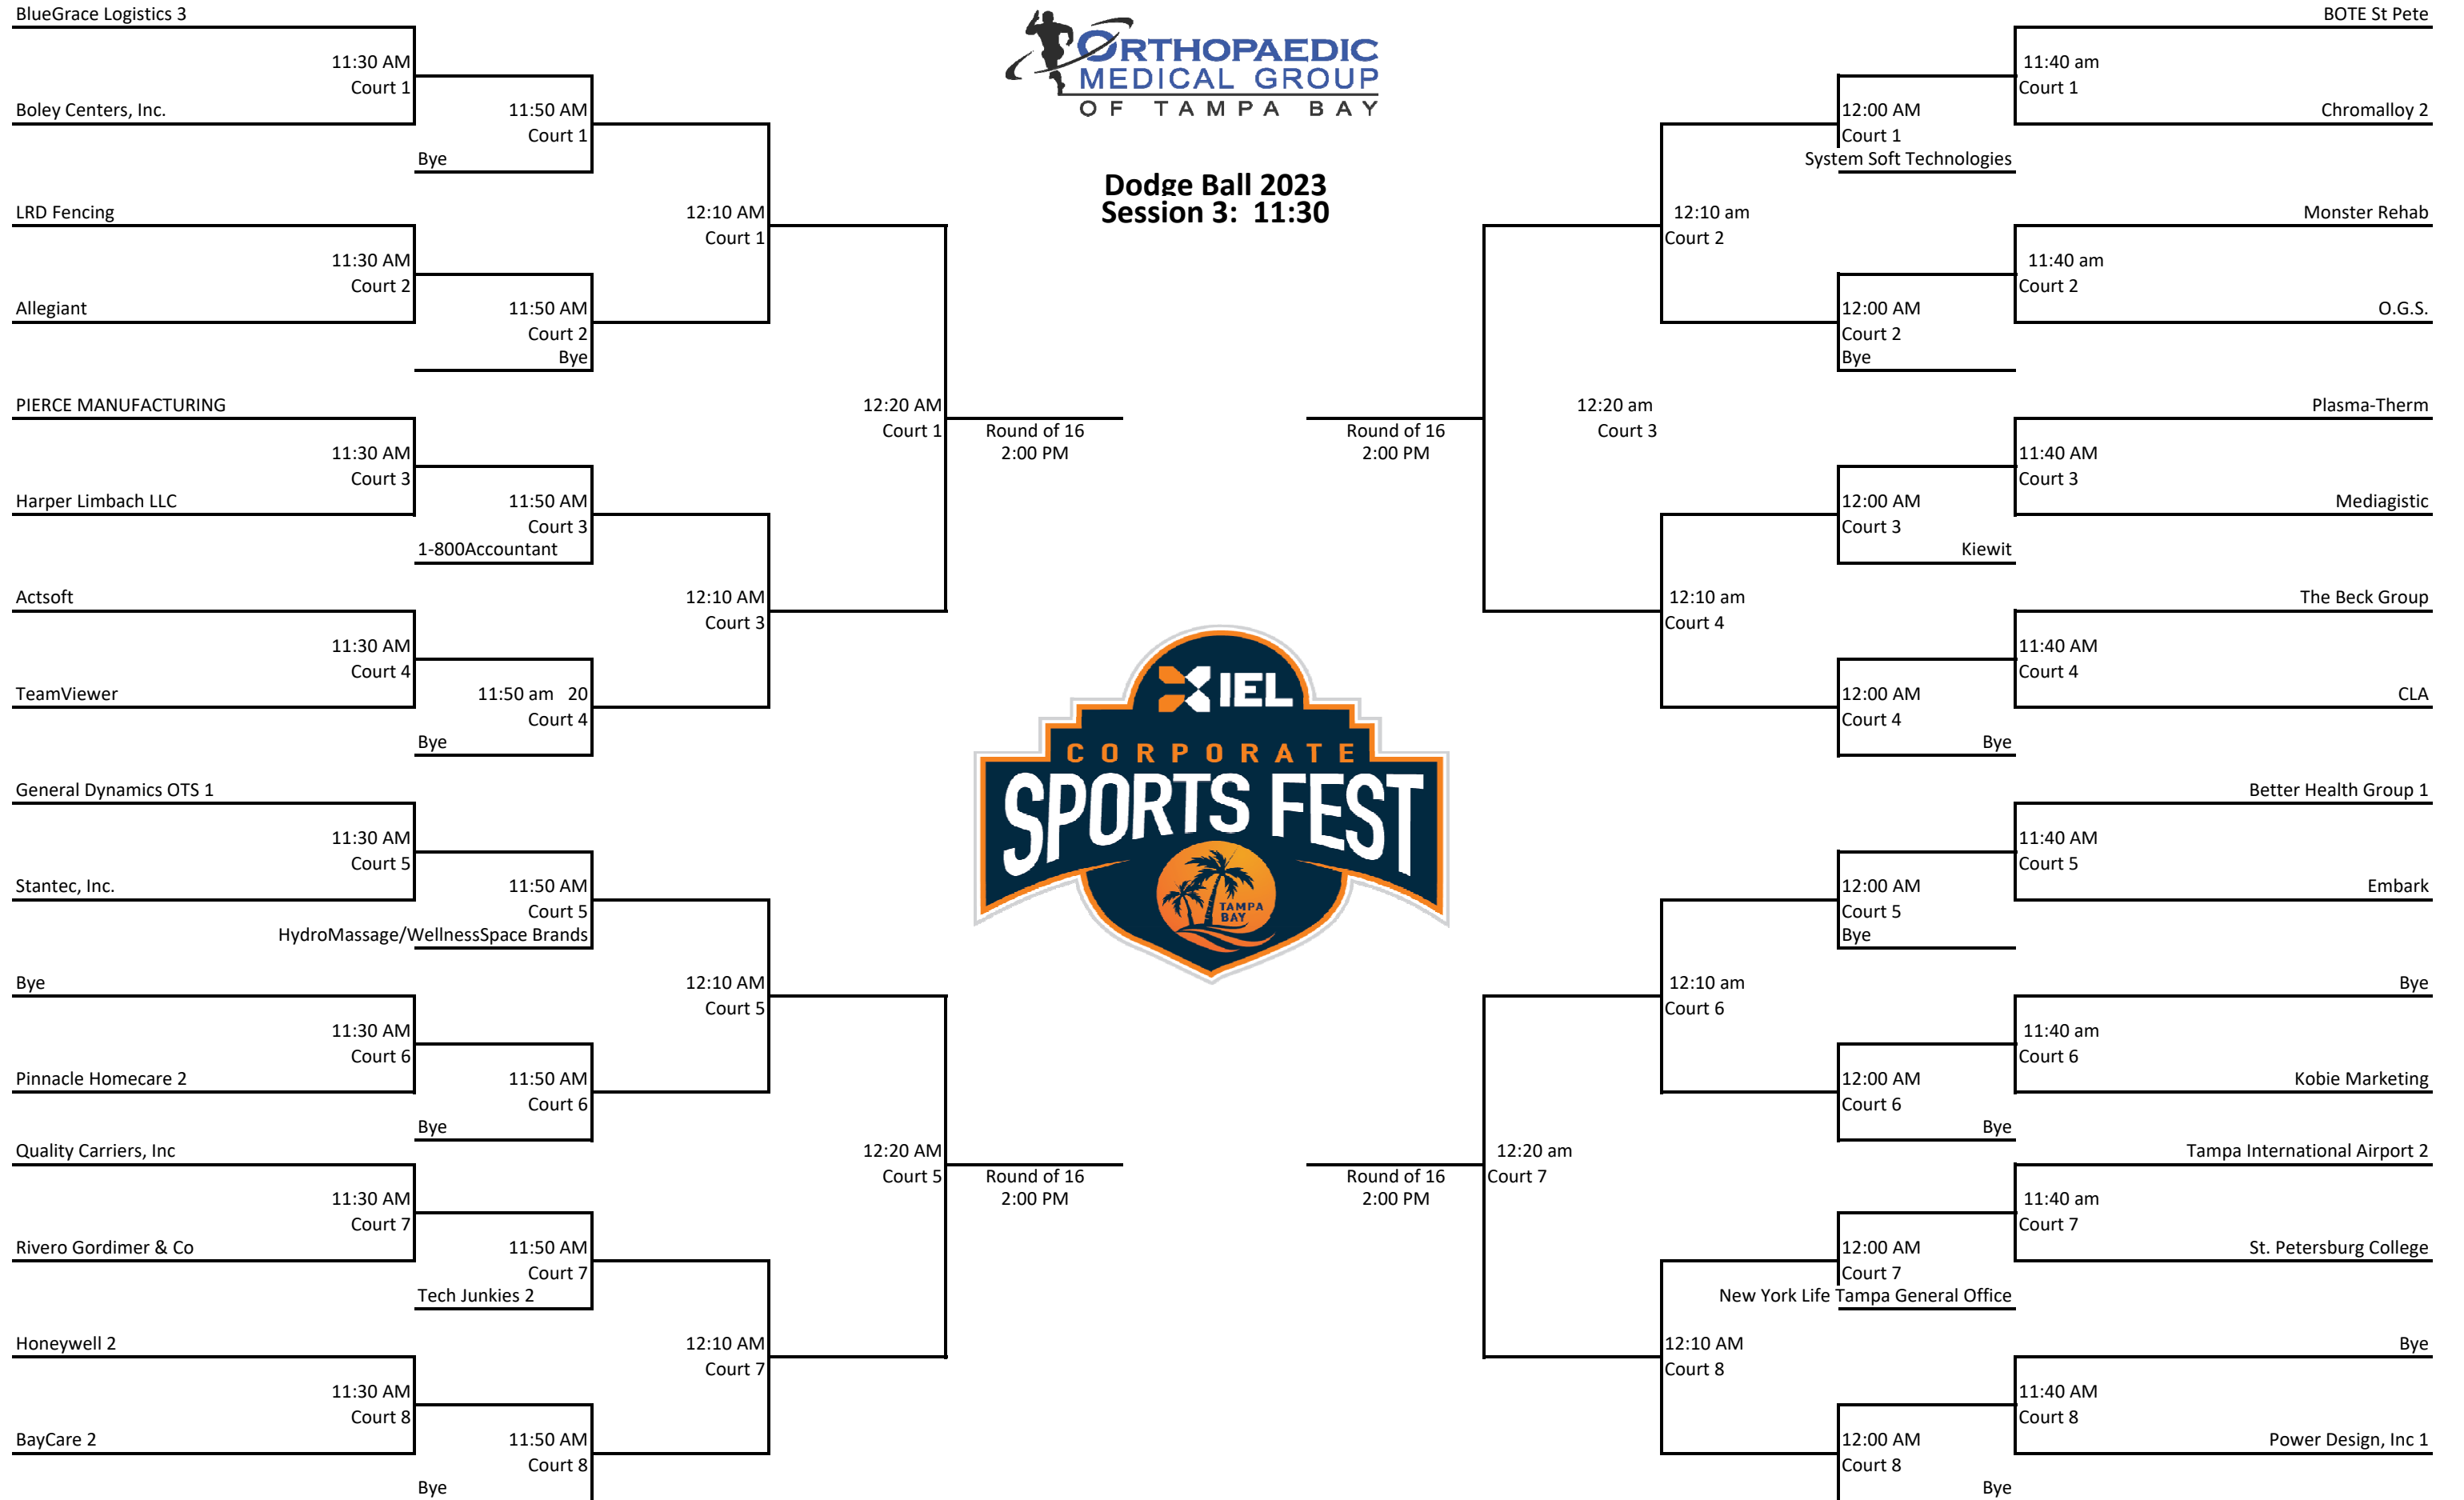 BlueGrace Logistics 3
11:30 AM
Court 1
Boley Centers, Inc.
11:50 AM
Court 1
Bye
LRD Fencing
12:10 AM
Court 1
11:30 AM
Court 2
Allegiant
11:50 AM
Court 2
Bye
PIERCE MANUFACTURING
12:20 AM
Court 1
Round of 16
2:00 PM
11:30 AM
Court 3
Harper Limbach LLC
11:50 AM
Court 3
1-800Accountant
Actsoft
12:10 AM
Court 3
11:30 AM
Court 4
TeamViewer
11:50 am 20
Court 4
Bye
General Dynamics OTS 1
11:30 AM
Court 5
Stantec, Inc.
11:50 AM
Court 5
HydroMassage/WellnessSpace Brands
Bye
12:10 AM
Court 5
11:30 AM
Court 6
Pinnacle Homecare 2
11:50 AM
Court 6
Bye
Quality Carriers, Inc
12:20 AM
Court 5
Round of 16
2:00 PM
11:30 AM
Court 7
Rivero Gordimer & Co
11:50 AM
Court 7
Tech Junkies 2
Honeywell 2
12:10 AM
Court 7
11:30 AM
Court 8
BayCare 2
11:50 AM
Court 8
Bye
ORTHOPAEDIC
MEDICAL GROUP
OF TAMPA BAY
Dodge Ball 2023
Session 3: 11:30
IEL
CORPORATE
SPORTS FEST
TAMPA
BAY
BOTE St Pete
11:40 am
Court 1
Chromalloy 2
12:00 AM
Court 1
System Soft Technologies
Monster Rehab
12:10 am
Court 2
11:40 am
Court 2
O.G.S.
12:00 AM
Court 2
Bye
Plasma-Therm
12:20 am
Court 3
Round of 16
2:00 PM
11:40 AM
Court 3
Mediagistic
12:00 AM
Court 3
Kiewit
The Beck Group
12:10 am
Court 4
11:40 AM
Court 4
CLA
12:00 AM
Court 4
Bye
Better Health Group 1
11:40 AM
Court 5
Embark
12:00 AM
Court 5
Bye
Bye
12:10 am
Court 6
11:40 am
Court 6
Kobie Marketing
12:00 AM
Court 6
Bye
Tampa International Airport 2
12:20 am
Court 7
Round of 16
2:00 PM
11:40 am
Court 7
St. Petersburg College
12:00 AM
Court 7
New York Life Tampa General Office
Bye
12:10 AM
Court 8
11:40 AM
Court 8
Power Design, Inc 1
12:00 AM
Court 8
Bye